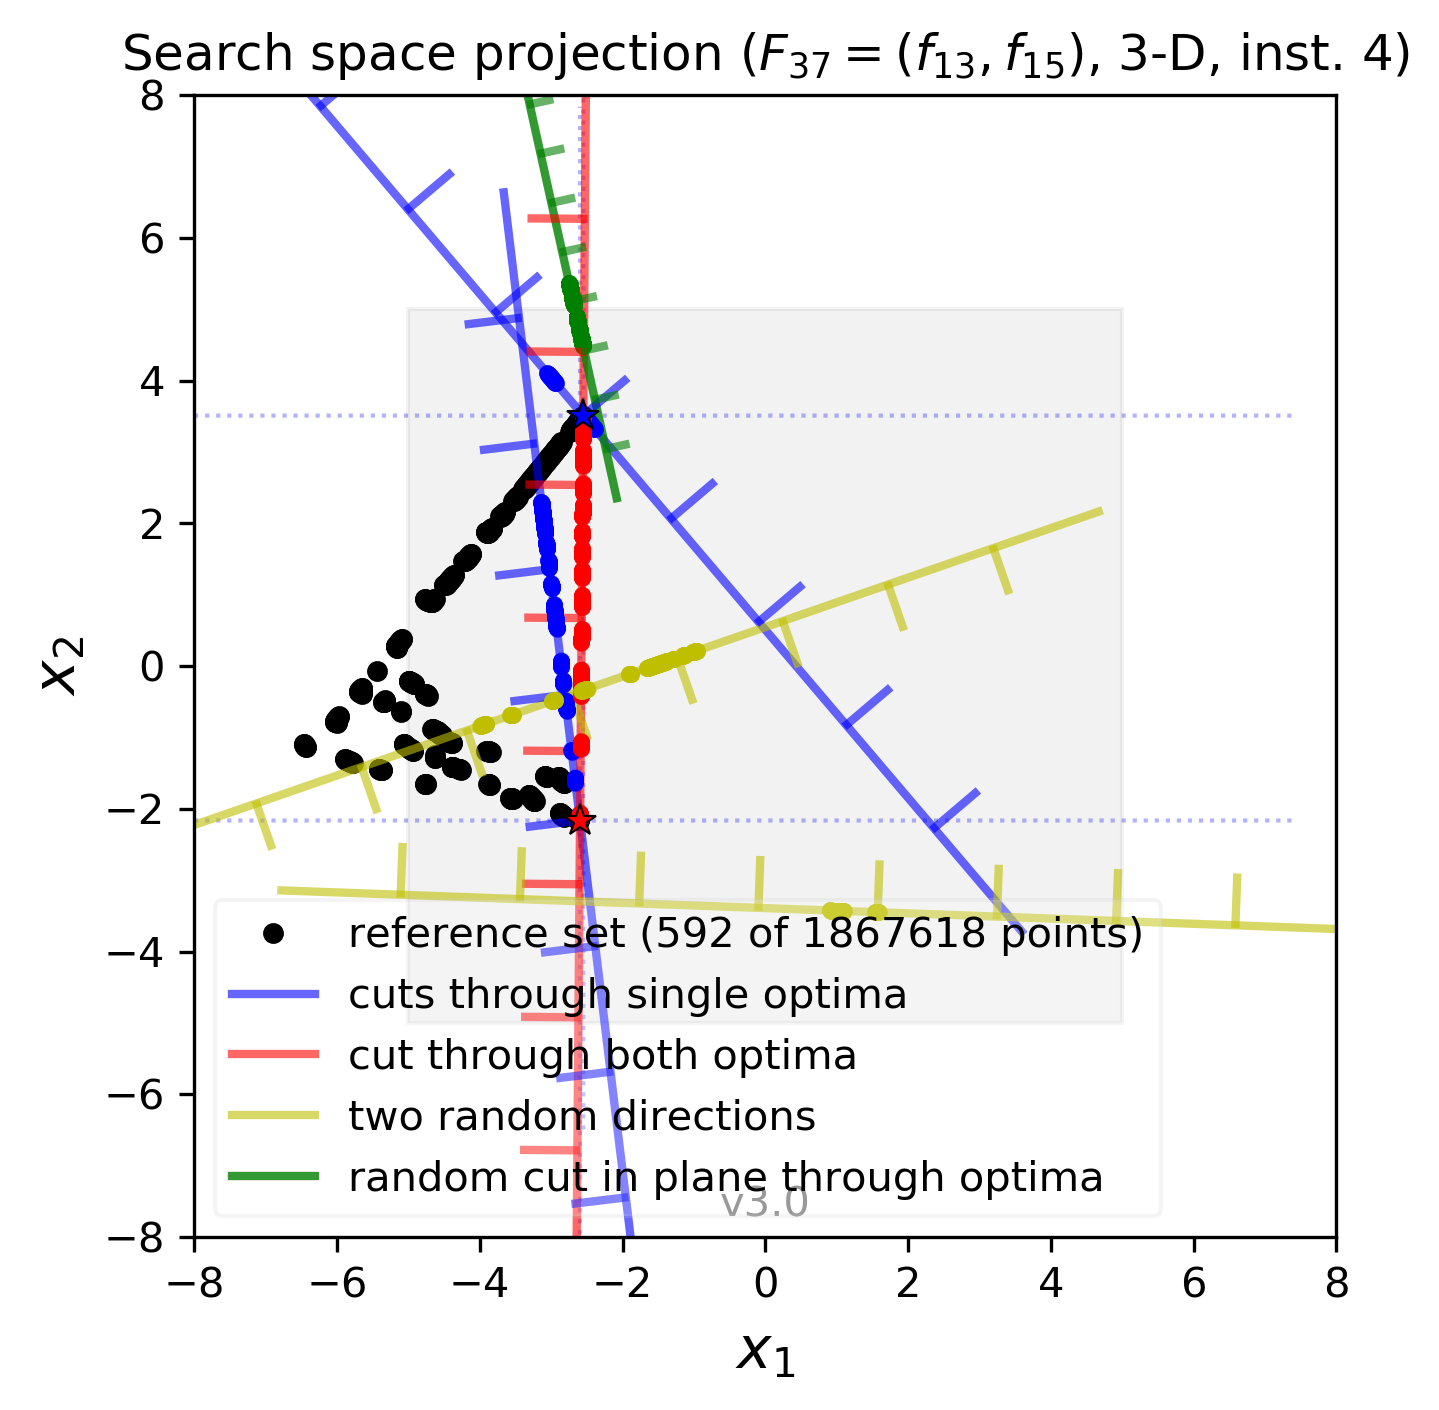 Search space projection (F₃₇ = (f₁₃, f₁₅), 3-D, inst. 4)
8
6
4
2
0
−2
−4
−6
−8
x₂
reference set (592 of 1867618 points)
cuts through single optima
cut through both optima
two random directions
random cut in plane through optima
v3.0
−8 −6 −4 −2 0 2 4 6 8
x₁